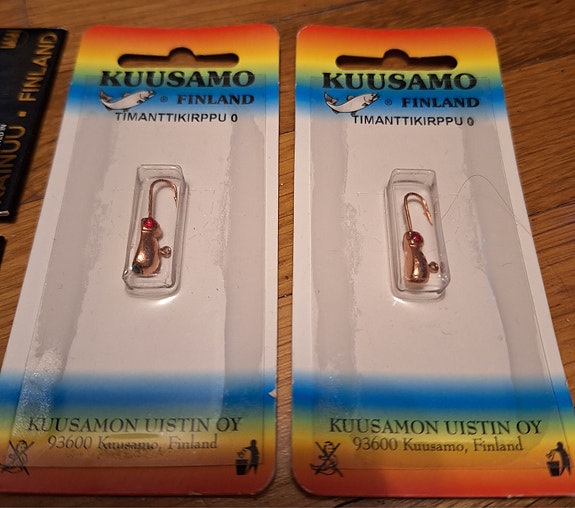 KAINUU • FINLAND
KUUSAMO
® FINLAND
TIMANTTIKIRPPU 0
KUUSAMON UISTIN OY
93600 Kuusamo, Finland
KUUSAMO
® FINLAND
TIMANTTIKIRPPU 0
KUUSAMON UISTIN OY
93600 Kuusamo, Finland